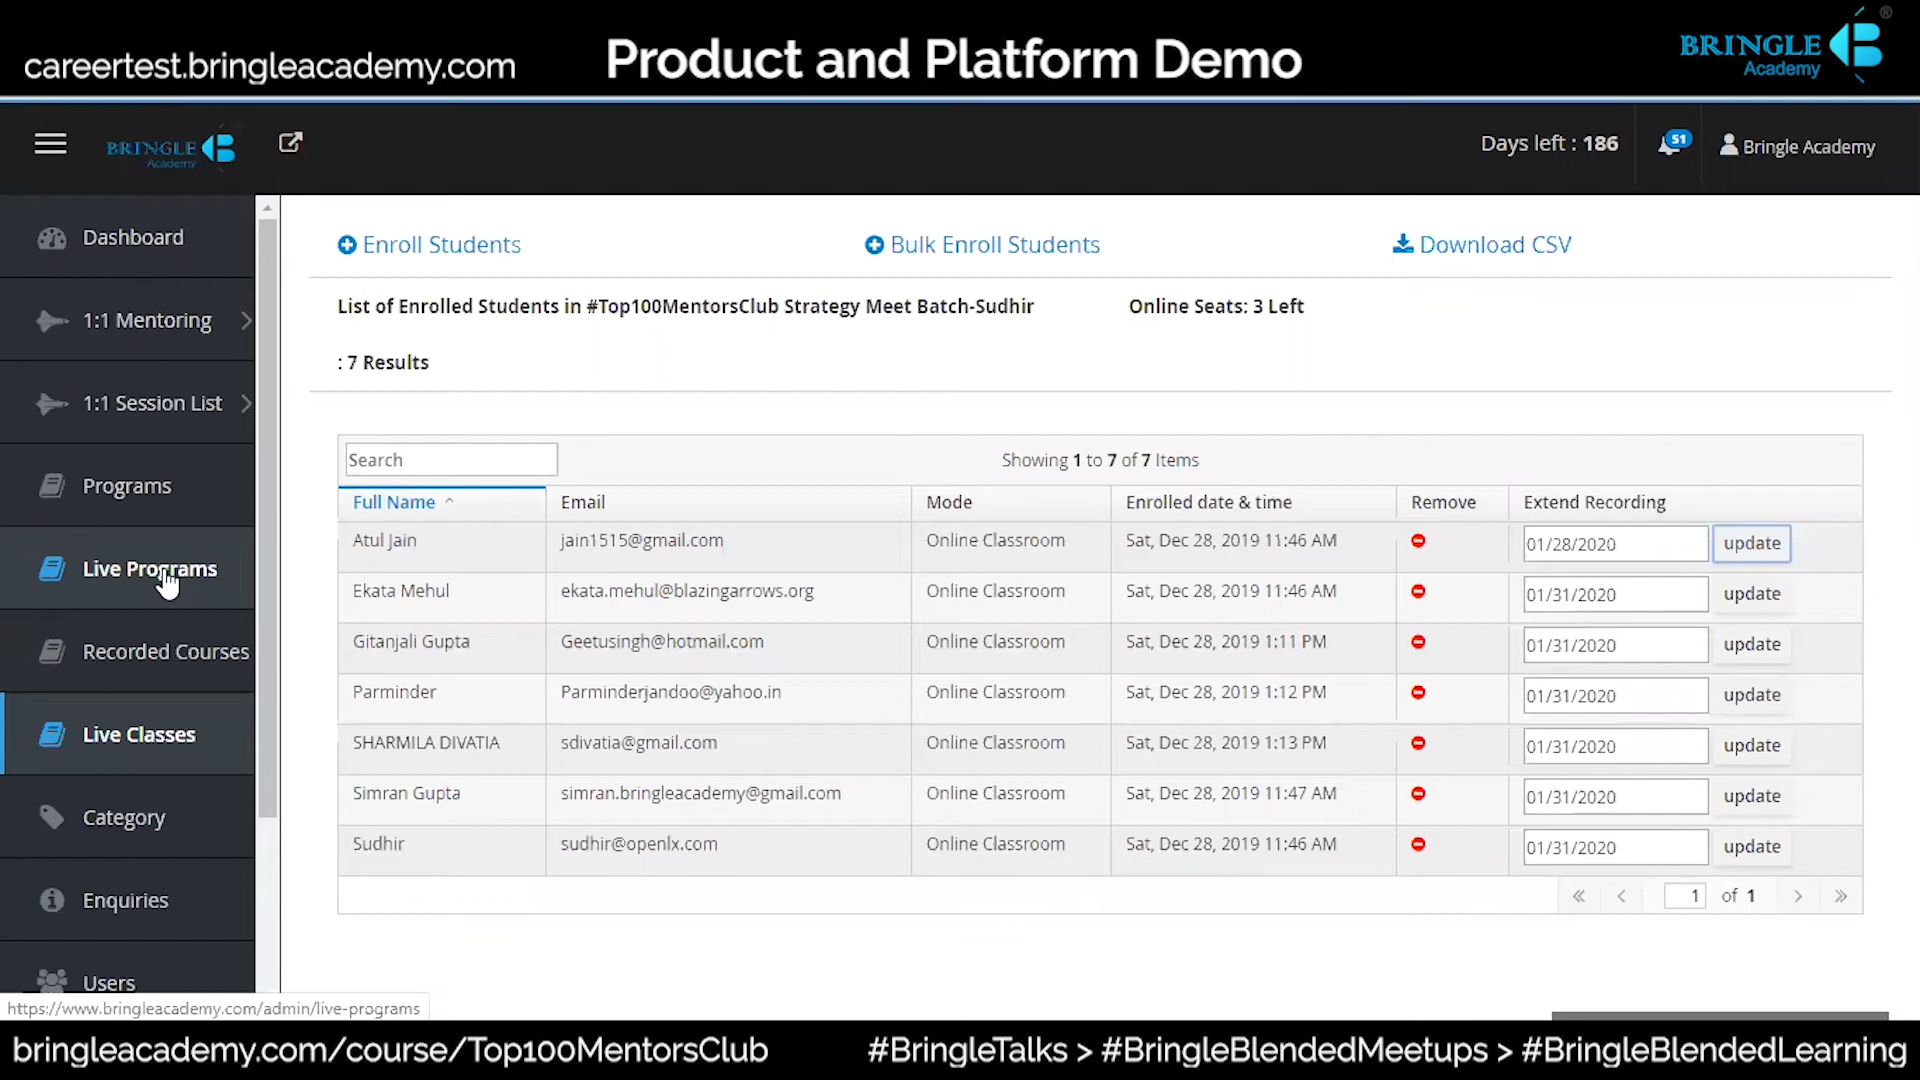 careertest.bringleacademy.com
Product and Platform Demo
BRINGLE
Academy
®
BRINGLE
Academy
Days left : 186
51
Bringle Academy
Dashboard
1:1 Mentoring
1:1 Session List
Programs
Live Programs
Recorded Courses
Live Classes
Category
Enquiries
Users
Enroll Students
Bulk Enroll Students
Download CSV
List of Enrolled Students in #Top100MentorsClub Strategy Meet Batch-Sudhir
Online Seats: 3 Left
: 7 Results
Search
Showing 1 to 7 of 7 Items
Full Name Email Mode Enrolled date & time Remove Extend Recording
Atul Jain jain1515@gmail.com Online Classroom Sat, Dec 28, 2019 11:46 AM 01/28/2020 update
Ekata Mehul ekata.mehul@blazingarrows.org Online Classroom Sat, Dec 28, 2019 11:46 AM 01/31/2020 update
Gitanjali Gupta Geetusingh@hotmail.com Online Classroom Sat, Dec 28, 2019 1:11 PM 01/31/2020 update
Parminder Parminderjandoo@yahoo.in Online Classroom Sat, Dec 28, 2019 1:12 PM 01/31/2020 update
SHARMILA DIVATIA sdivatia@gmail.com Online Classroom Sat, Dec 28, 2019 1:13 PM 01/31/2020 update
Simran Gupta simran.bringleacademy@gmail.com Online Classroom Sat, Dec 28, 2019 11:47 AM 01/31/2020 update
Sudhir sudhir@openlx.com Online Classroom Sat, Dec 28, 2019 11:46 AM 01/31/2020 update
« < 1 of 1 > »
https://www.bringleacademy.com/admin/live-programs
bringleacademy.com/course/Top100MentorsClub
#BringleTalks > #BringleBlendedMeetups > #BringleBlendedLearning